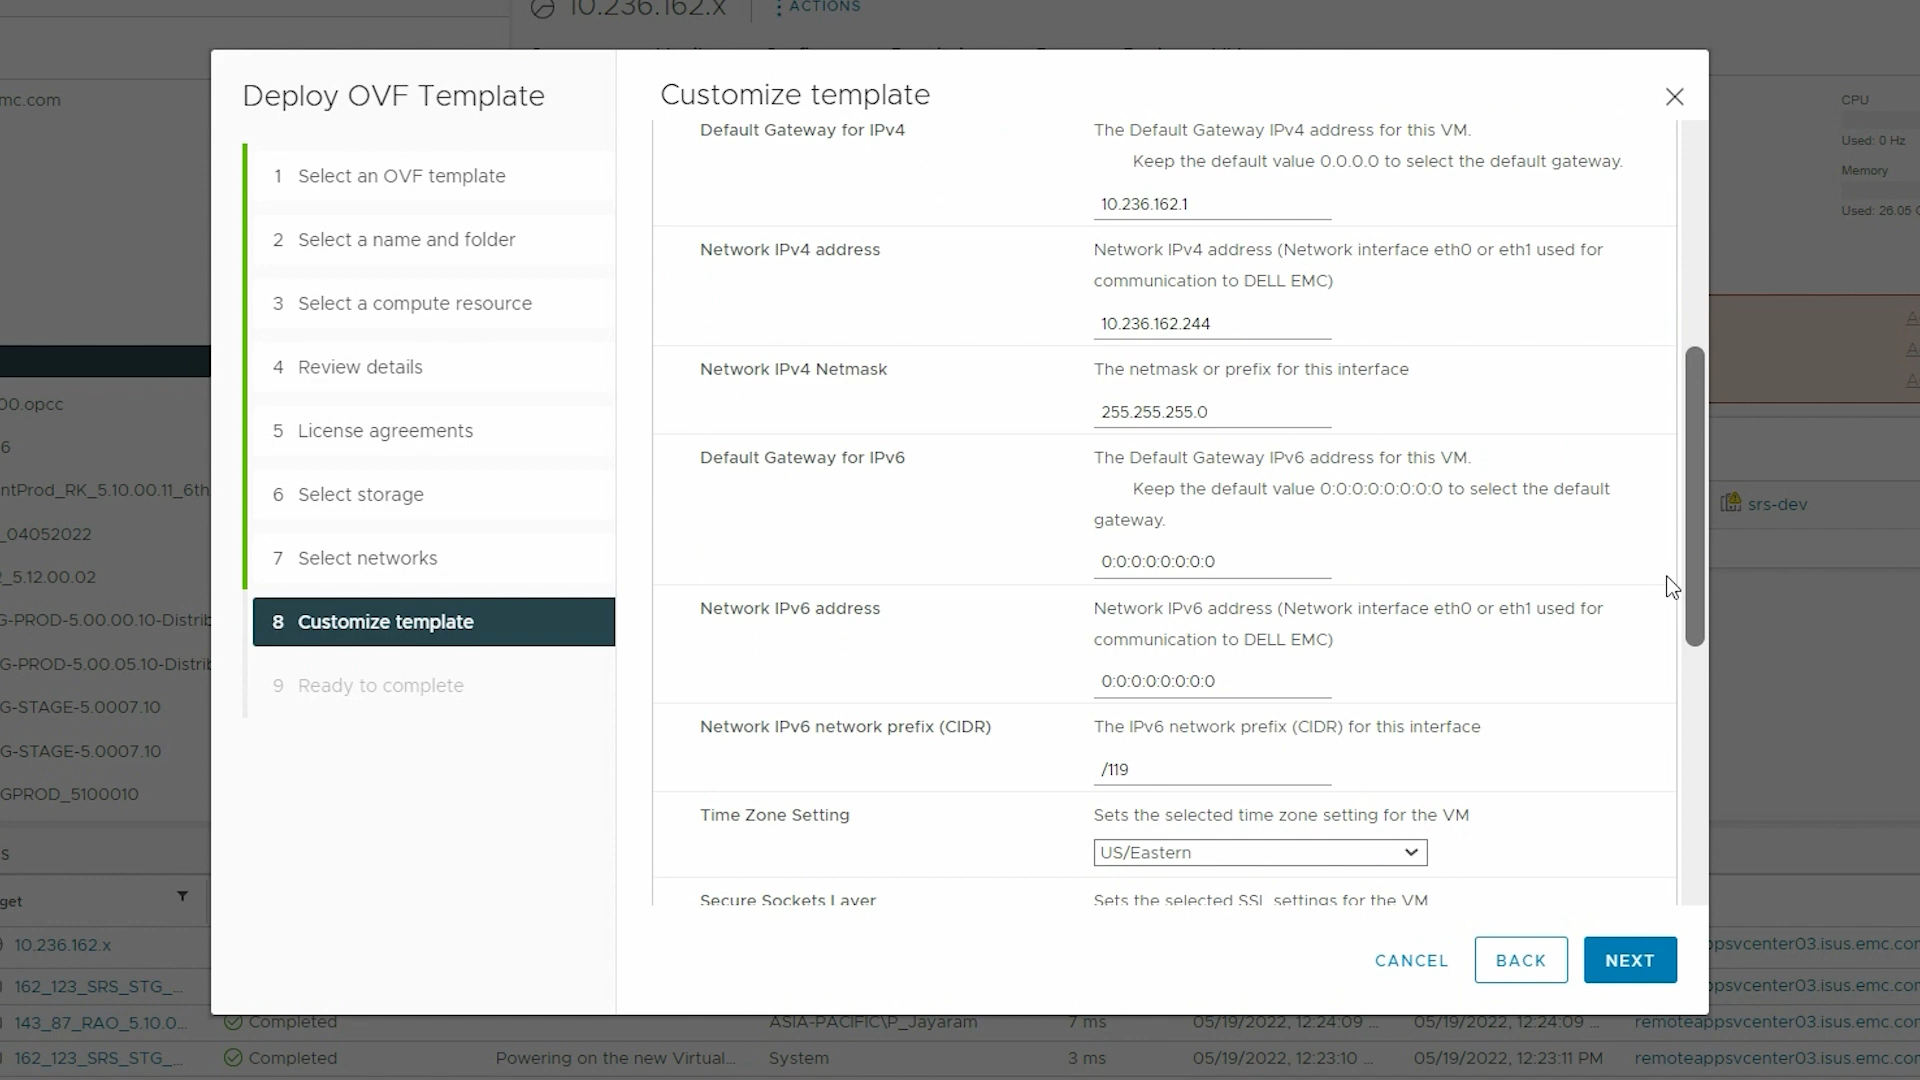 10.236.162.x
ACTIONS
mc.com
CPU
Used: 0 Hz
Memory
Used: 26.05
Deploy OVF Template
1 Select an OVF template
2 Select a name and folder
3 Select a compute resource
4 Review details
5 License agreements
6 Select storage
7 Select networks
8 Customize template
9 Ready to complete
Customize template
Default Gateway for IPv4
The Default Gateway IPv4 address for this VM.
Keep the default value 0.0.0.0 to select the default gateway.
10.236.162.1
Network IPv4 address
Network IPv4 address (Network interface eth0 or eth1 used for
communication to DELL EMC)
10.236.162.244
Network IPv4 Netmask
The netmask or prefix for this interface
255.255.255.0
Default Gateway for IPv6
The Default Gateway IPv6 address for this VM.
Keep the default value 0:0:0:0:0:0:0:0 to select the default
gateway.
0:0:0:0:0:0:0:0
Network IPv6 address
Network IPv6 address (Network interface eth0 or eth1 used for
communication to DELL EMC)
0:0:0:0:0:0:0:0
Network IPv6 network prefix (CIDR)
The IPv6 network prefix (CIDR) for this interface
/119
Time Zone Setting
Sets the selected time zone setting for the VM
US/Eastern
Secure Sockets Layer
Sets the selected SSL settings for the VM
CANCEL
BACK
NEXT
00.opcc
6
ntProd_RK_5.10.00.11_6th
_04052022
_5.12.00.02
G-PROD-5.00.00.10-Distrib
G-PROD-5.00.05.10-Distri
G-STAGE-5.0007.10
G-STAGE-5.0007.10
GPROD_5100010
srs-dev
s
get
10.236.162.x
ppsvcenter03.isus.emc.cor
162_123_SRS_STG_...
ppsvcenter03.isus.emc.cor
143_87_RAO_5.10.0... Completed ASIA-PACIFIC\P_Jayaram 7 ms 05/19/2022, 12:24:09 ... 05/19/2022, 12:24:09 ... remoteappsvcenter03.isus.emc.cor
162_123_SRS_STG_... Completed Powering on the new Virtual... System 3 ms 05/19/2022, 12:23:10 ... 05/19/2022, 12:23:11 PM remoteappsvcenter03.isus.emc.cor